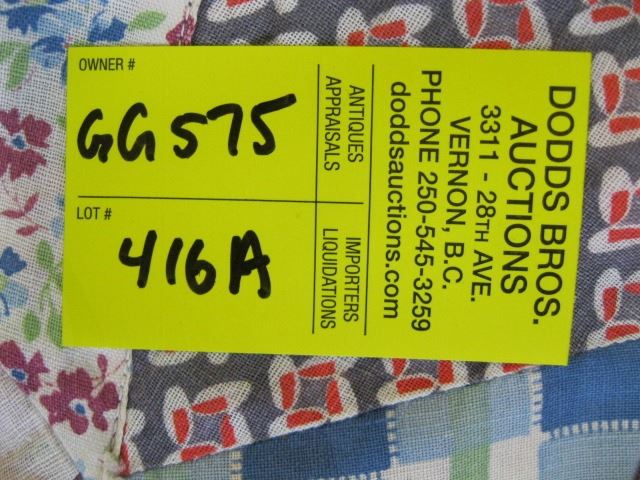 DODDS BROS.
AUCTIONS
3311 - 28TH AVE.
VERNON, B.C.
PHONE 250-545-3259
doddsauctions.com
ANTIQUES
APPRAISALS
IMPORTERS
LIQUIDATIONS
OWNER #
GG575
LOT #
416A